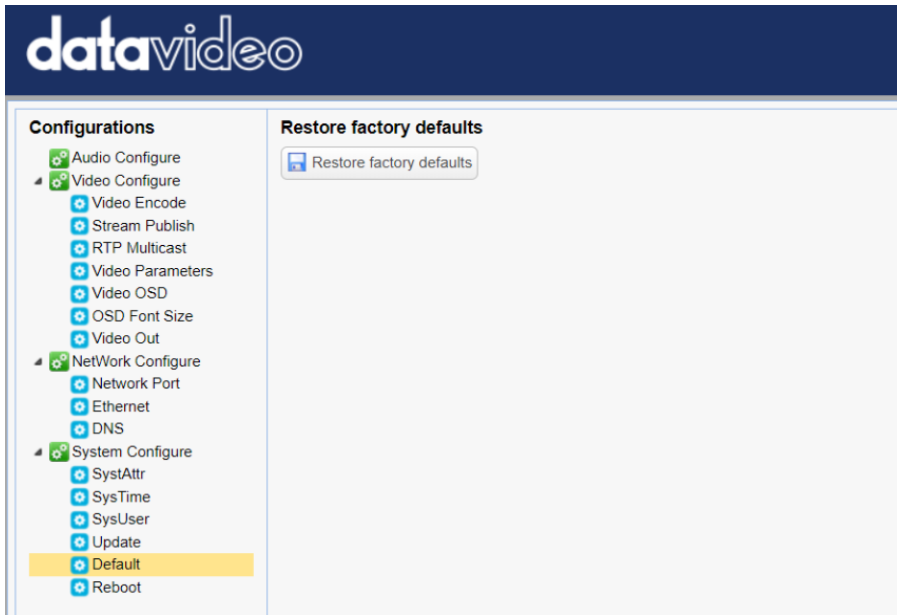 datavideo
Configurations
Audio Configure
Video Configure
Video Encode
Stream Publish
RTP Multicast
Video Parameters
Video OSD
OSD Font Size
Video Out
NetWork Configure
Network Port
Ethernet
DNS
System Configure
SystAttr
SysTime
SysUser
Update
Default
Reboot
Restore factory defaults
Restore factory defaults